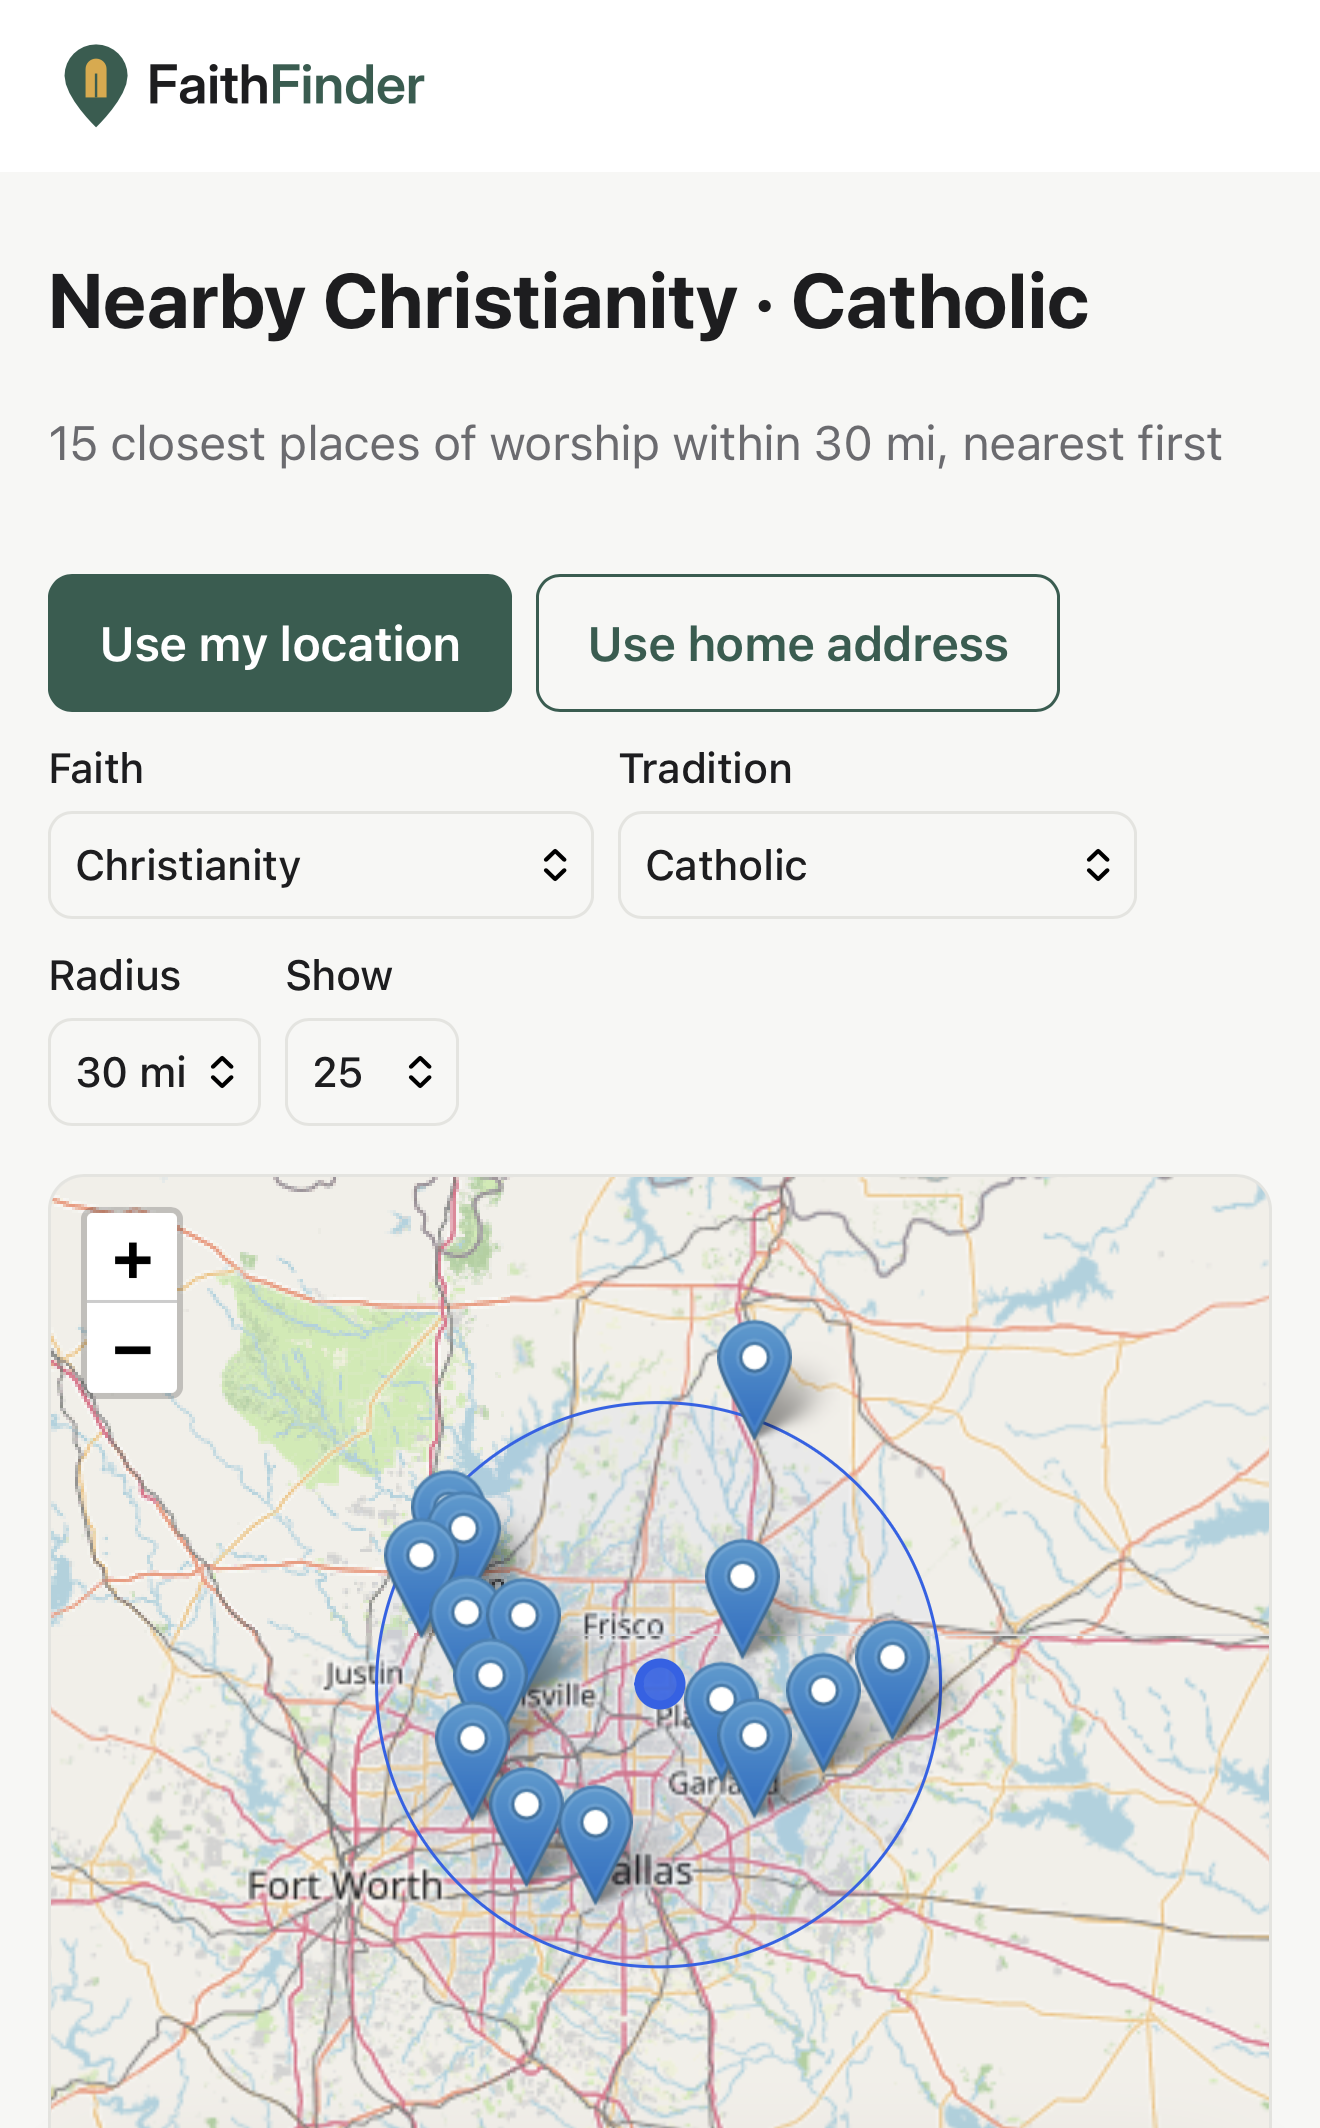 FaithFinder
Nearby Christianity · Catholic
15 closest places of worship within 30 mi, nearest first
Use my location
Use home address
Faith
Tradition
Christianity
Catholic
Radius
Show
30 mi
25
+
−
Frisco
Justin
Fort Worth